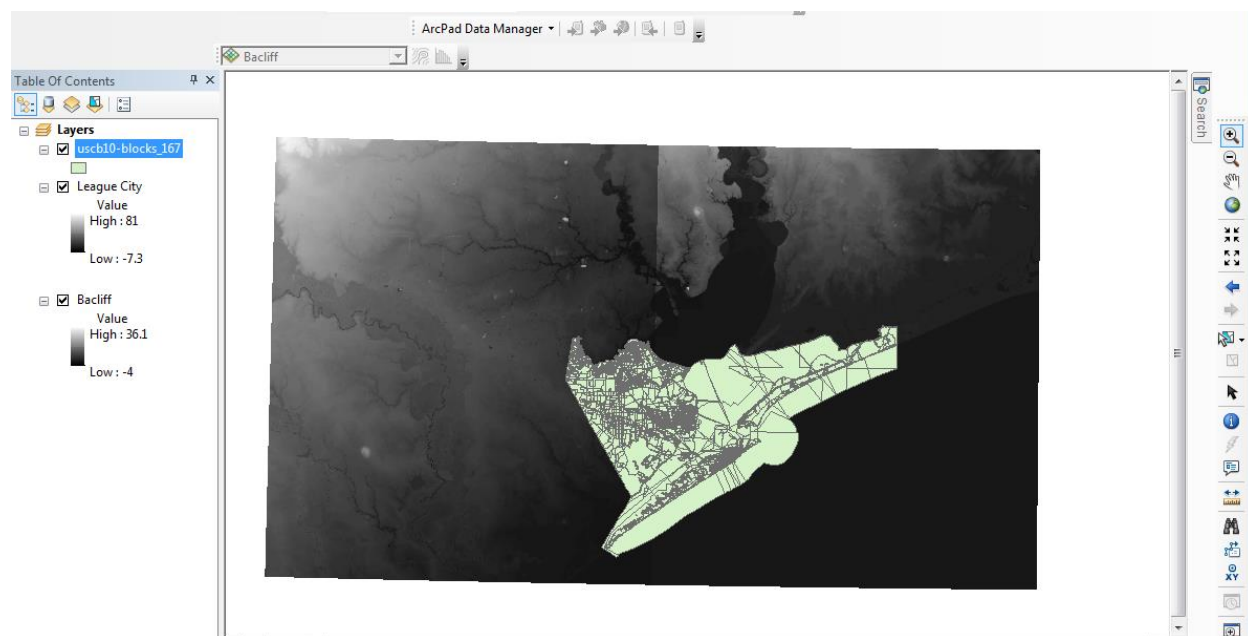 ArcPad Data Manager
Bacliff
Table Of Contents
Layers
uscb10-blocks_167
League City
Value
High : 81
Low : -7.3
Bacliff
Value
High : 36.1
Low : -4
Search
XY